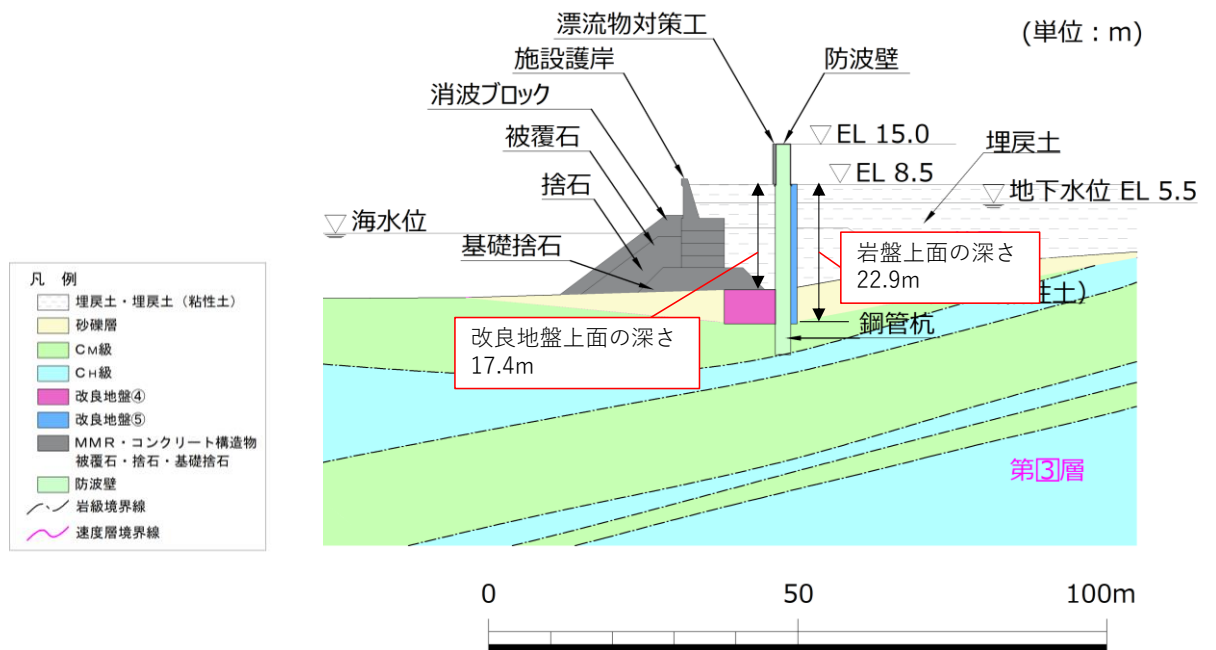 漂流物対策工
(単位：m)
施設護岸
防波壁
消波ブロック
▽ EL 15.0
埋戻土
被覆石
▽ EL 8.5
捨石
▽ 地下水位 EL 5.5
▽ 海水位
基礎捨石
岩盤上面の深さ
22.9m
性土)
鋼管杭
改良地盤上面の深さ
17.4m
凡 例
埋戻土・埋戻土（粘性土）
砂礫層
CM級
CH級
改良地盤④
改良地盤⑤
MMR・コンクリート構造物
被覆石・捨石・基礎捨石
防波壁
岩級境界線
速度層境界線
第3層
0
50
100m